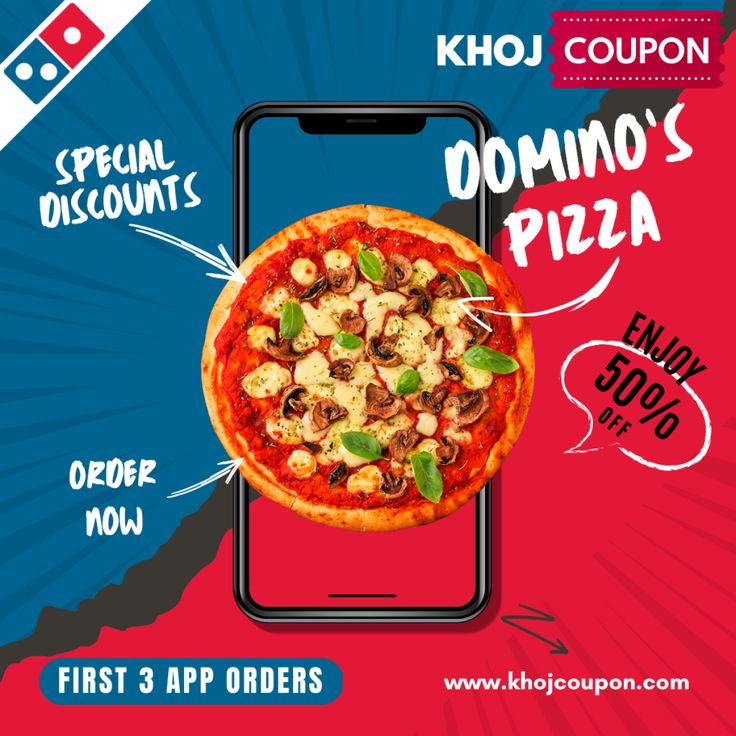 KHOJ COUPON
DOMINO'S
PIZZA
SPECIAL
DISCOUNTS
ENJOY
50%
OFF
ORDER
NOW
FIRST 3 APP ORDERS
www.khojcoupon.com